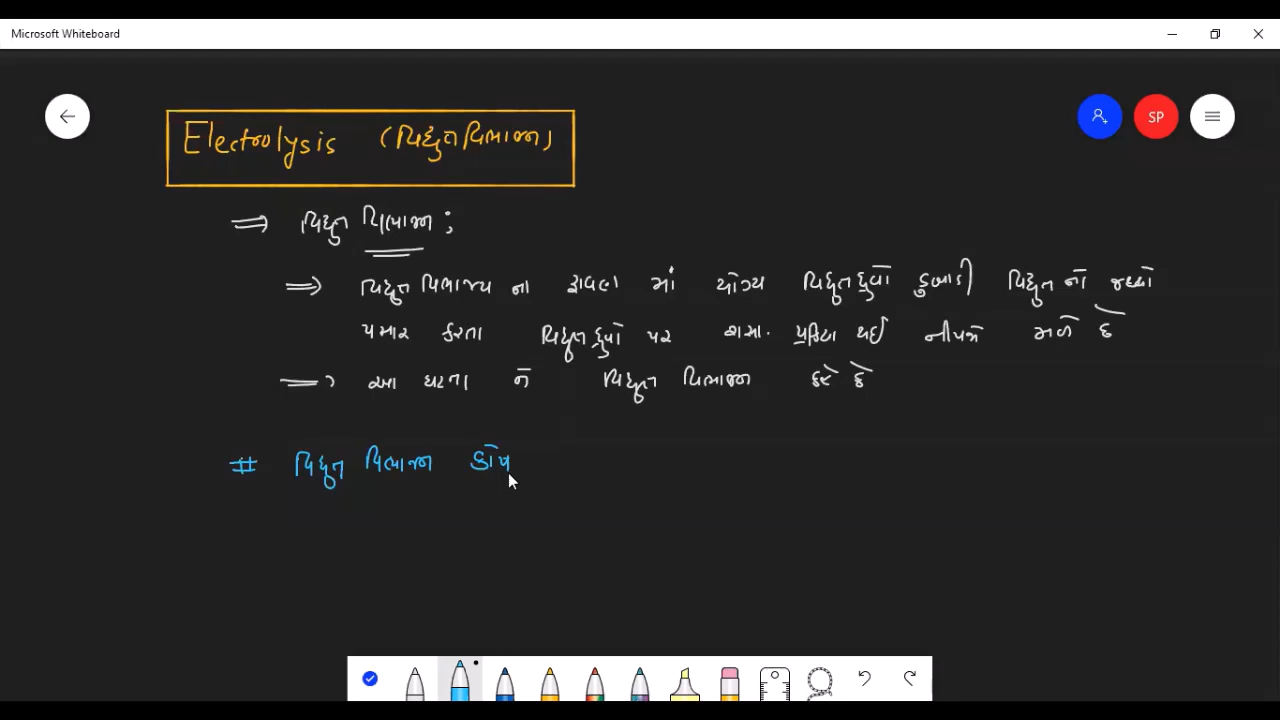 Microsoft Whiteboard
SP
Electrolysis (વિદ્યુતવિભાજન)
⇒ વિદ્યુત વિભાજન ;
⇒ વિદ્યુત વિભાજ્ય ના દ્રાવણ માં યોગ્ય વિદ્યુતધ્રુવો ડુબાડી વિદ્યુત નો જથ્થો
પસાર કરતા વિદ્યુત ધ્રુવો પર રાસા. પ્રક્રિયા થઈ નીપજો મળે છે
⇒ આ ઘટના ને વિદ્યુત વિભાજન કહે છે
# વિદ્યુત વિભાજન કોષ